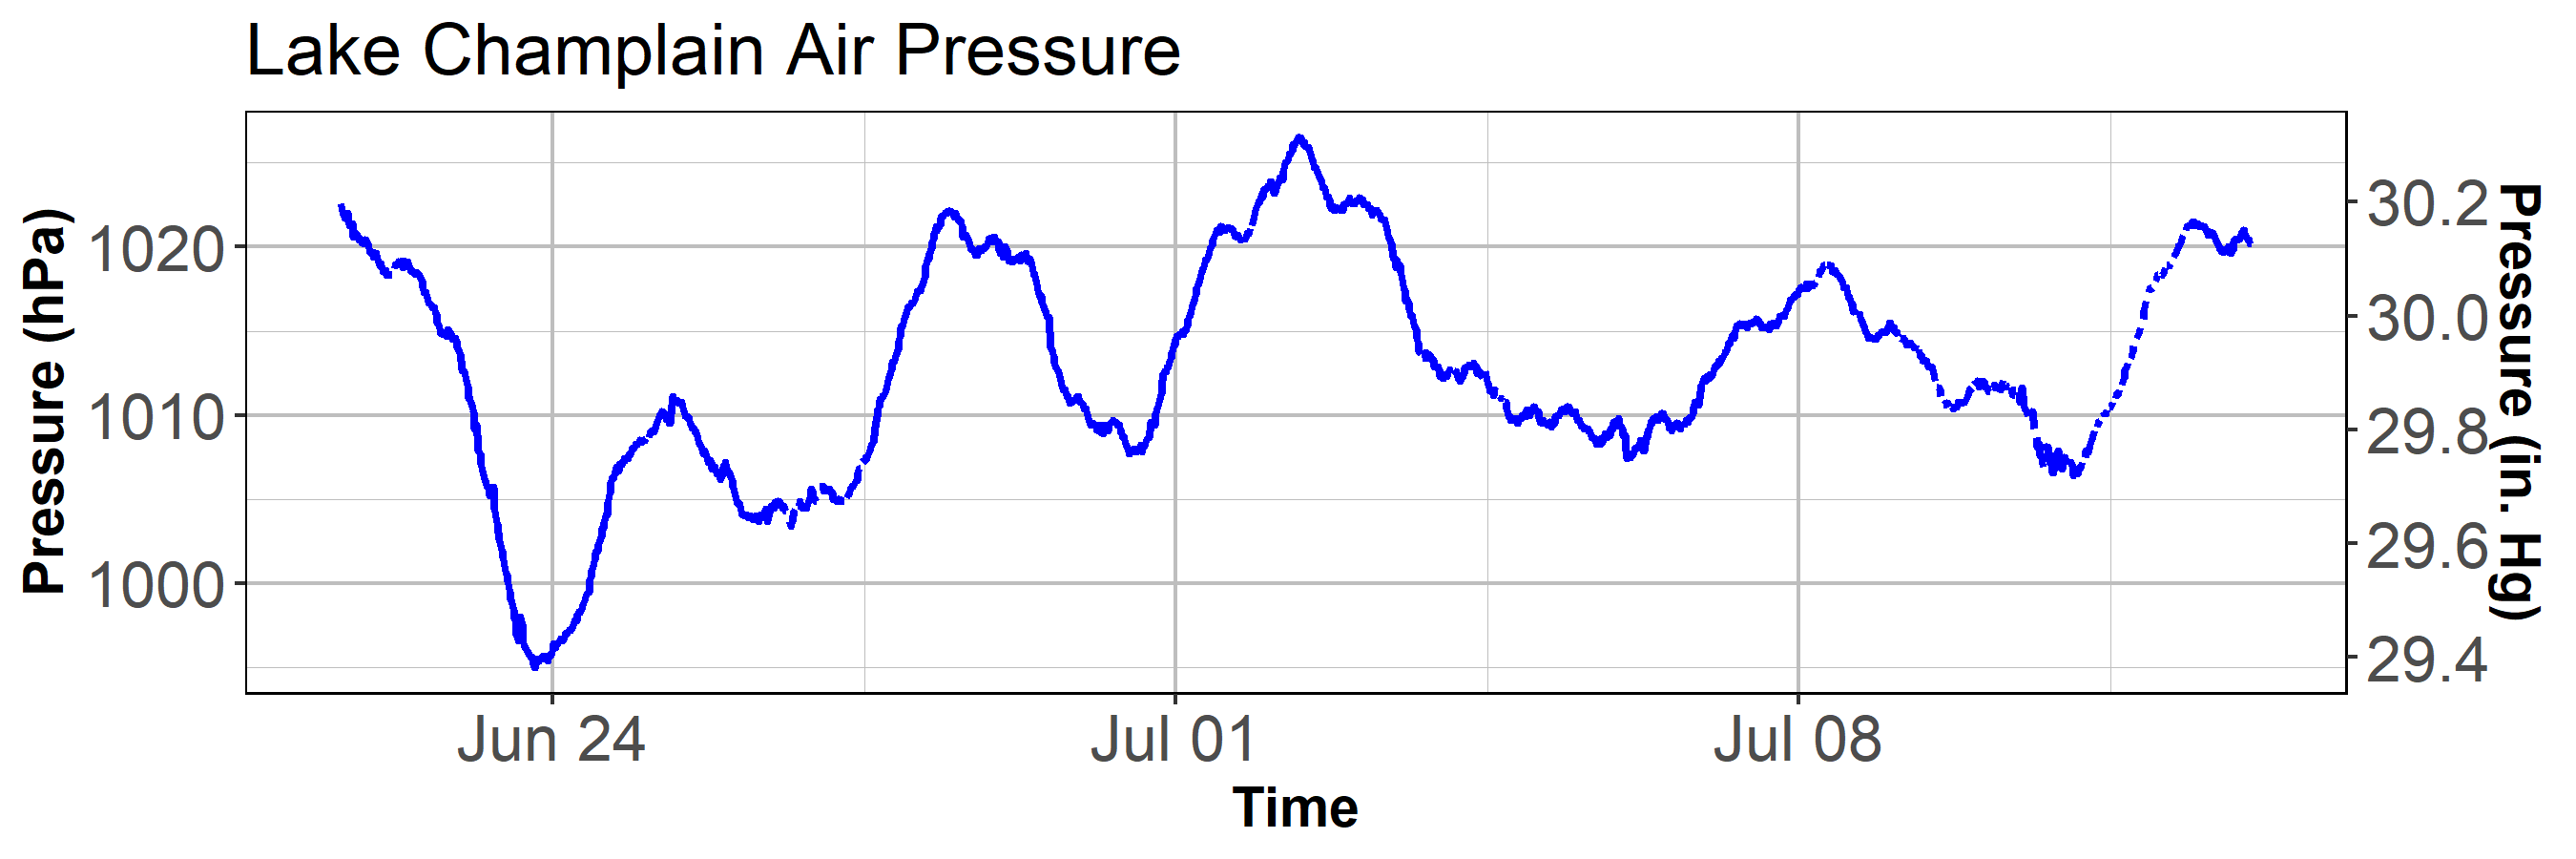 Lake Champlain Air Pressure
Pressure (hPa)
1020
1010
1000
30.2
30.0
29.8
29.6
29.4
Pressure (in. Hg)
Jun 24
Jul 01
Jul 08
Time